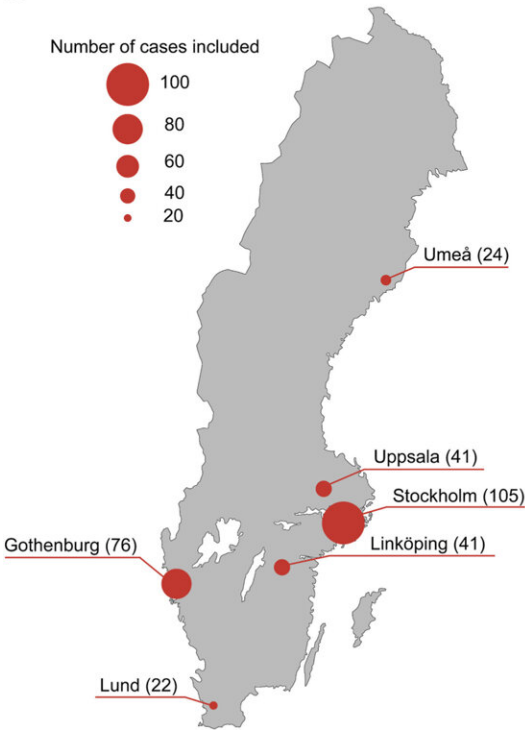 Number of cases included
100
80
60
40
20
Umeå (24)
Uppsala (41)
Stockholm (105)
Linköping (41)
Gothenburg (76)
Lund (22)